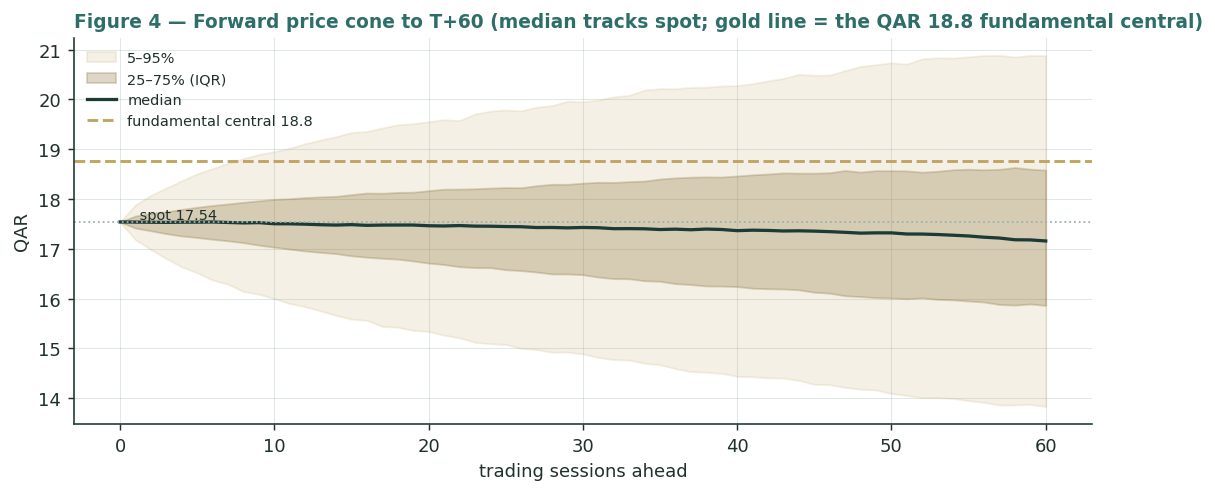 Figure 4 — Forward price cone to T+60 (median tracks spot; gold line = the QAR 18.8 fundamental central)
5–95%
25–75% (IQR)
median
fundamental central 18.8
spot 17.54
QAR
21
20
19
18
17
16
15
14
0 10 20 30 40 50 60
trading sessions ahead